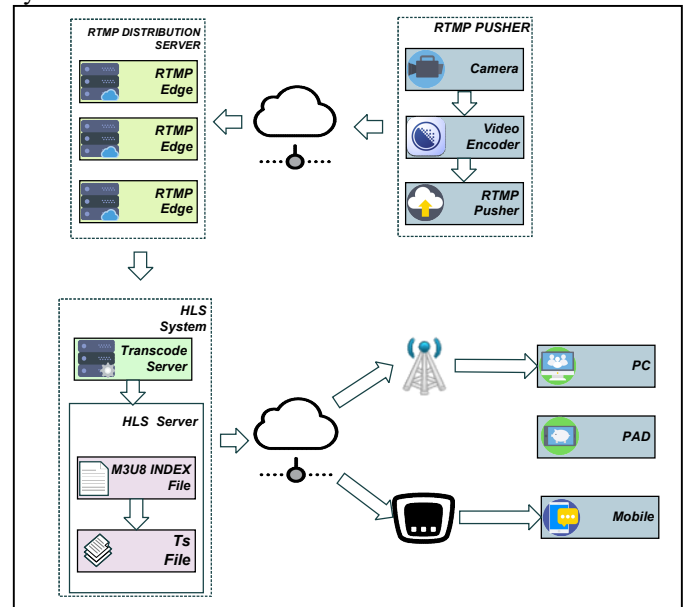 y
RTMP DISTRIBUTION
SERVER
RTMP
Edge
RTMP
Edge
RTMP
Edge
RTMP PUSHER
Camera
Video
Encoder
RTMP
Pusher
HLS
System
Transcode
Server
HLS Server
M3U8 INDEX
File
Ts
File
PC
PAD
Mobile